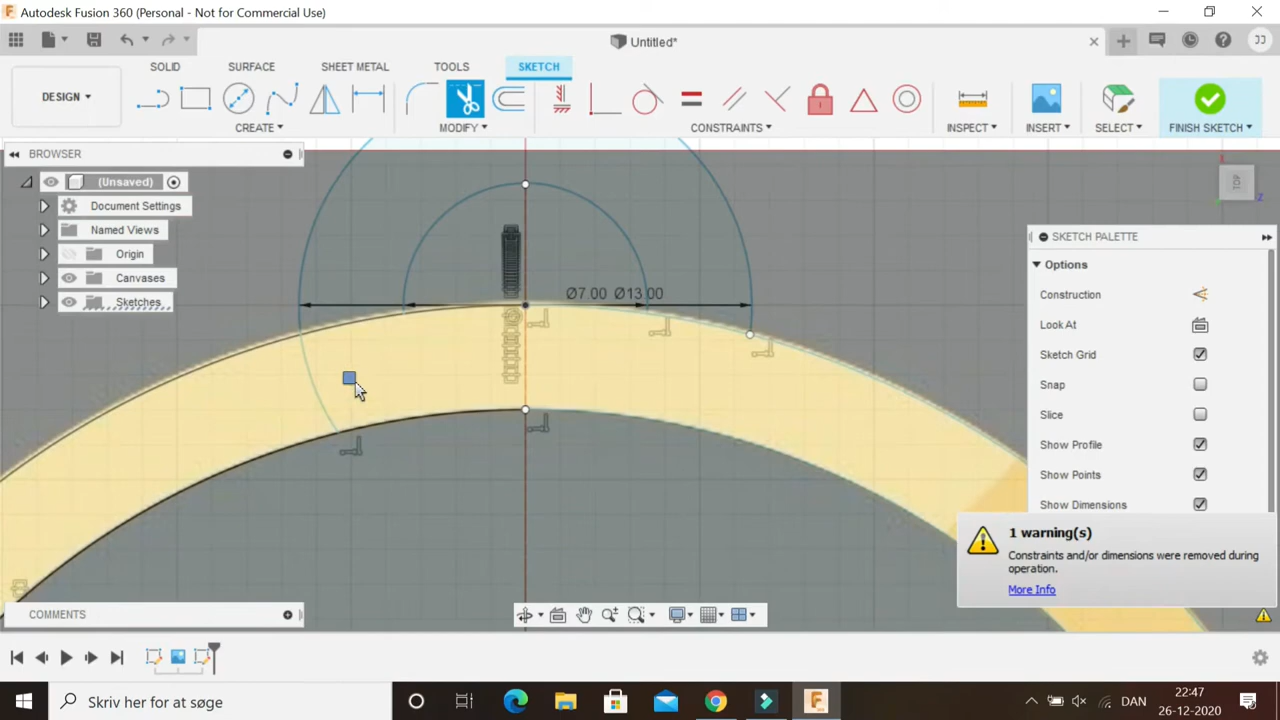 Autodesk Fusion 360 (Personal - Not for Commercial Use)
Untitled*
JJ
DESIGN
SOLID
SURFACE
SHEET METAL
TOOLS
SKETCH
CREATE
MODIFY
CONSTRAINTS
INSPECT
INSERT
SELECT
FINISH SKETCH
BROWSER
(Unsaved)
Document Settings
Named Views
Origin
Canvases
Sketches
TOP
X
Z
Ø7.00 Ø13.00
SKETCH PALETTE
Options
Construction
Look At
Sketch Grid
Snap
Slice
Show Profile
Show Points
Show Dimensions
1 warning(s)
Constraints and/or dimensions were removed during
operation.
More Info
COMMENTS
Skriv her for at søge
DAN
22:47
26-12-2020